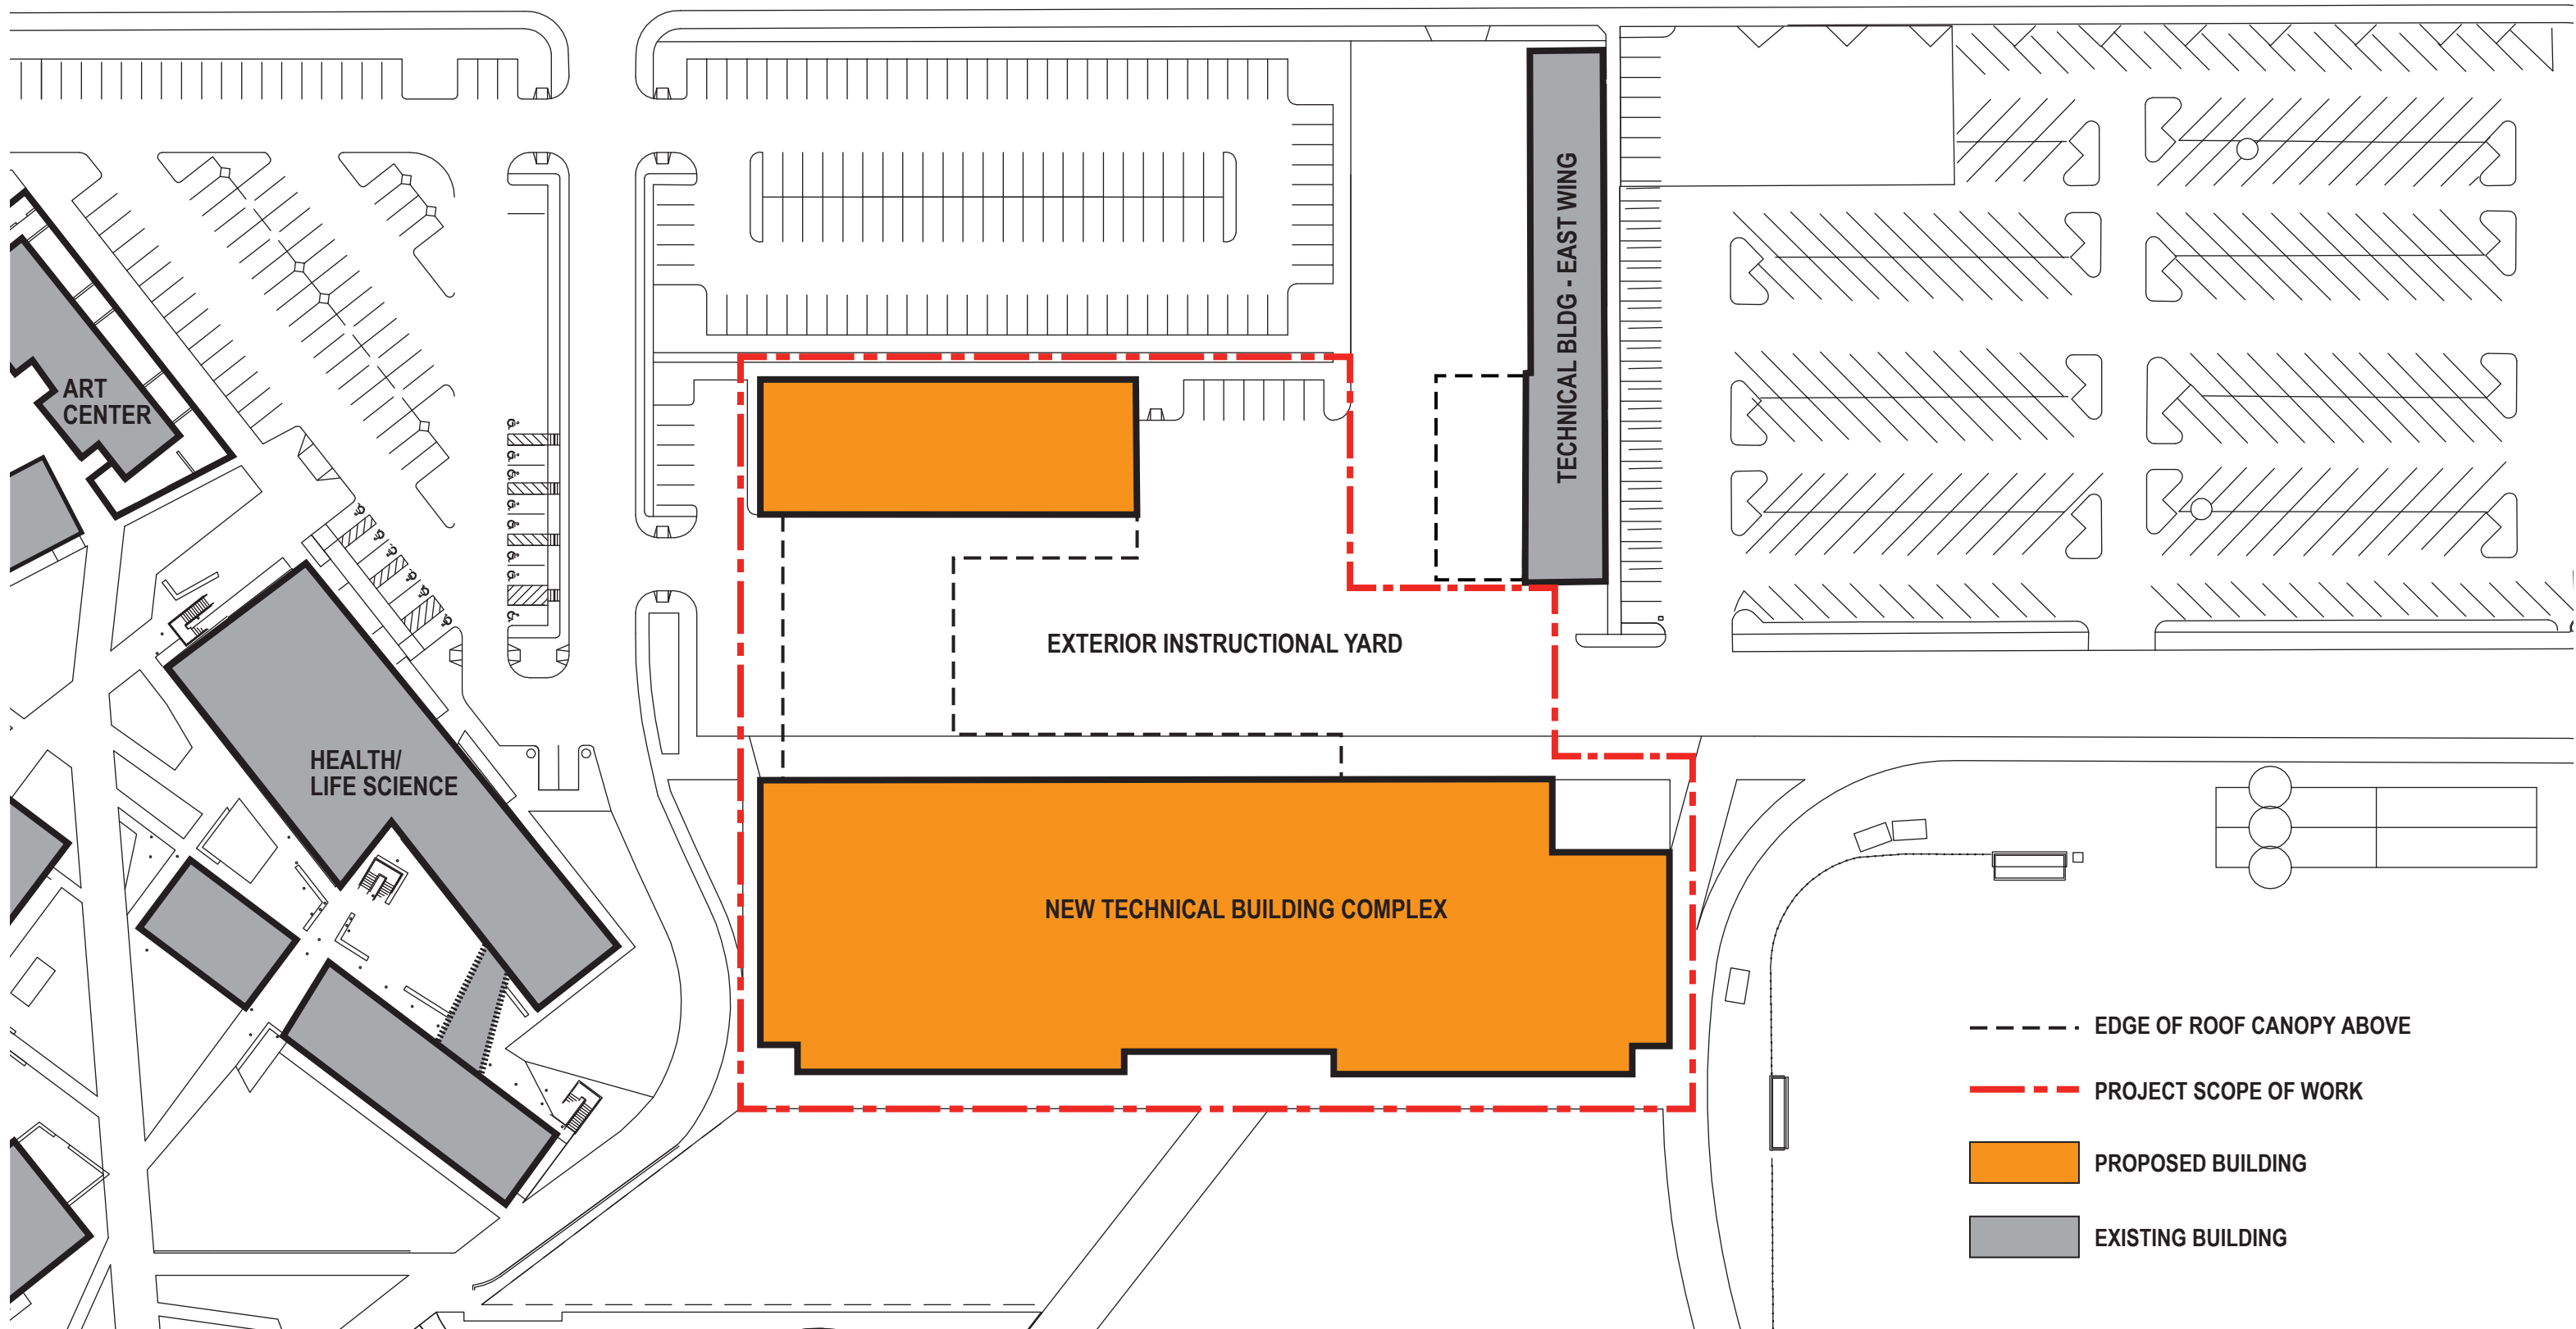 TECHNICAL BLDG - EAST WING
ART
CENTER
EXTERIOR INSTRUCTIONAL YARD
HEALTH/
LIFE SCIENCE
NEW TECHNICAL BUILDING COMPLEX
EDGE OF ROOF CANOPY ABOVE
PROJECT SCOPE OF WORK
PROPOSED BUILDING
EXISTING BUILDING